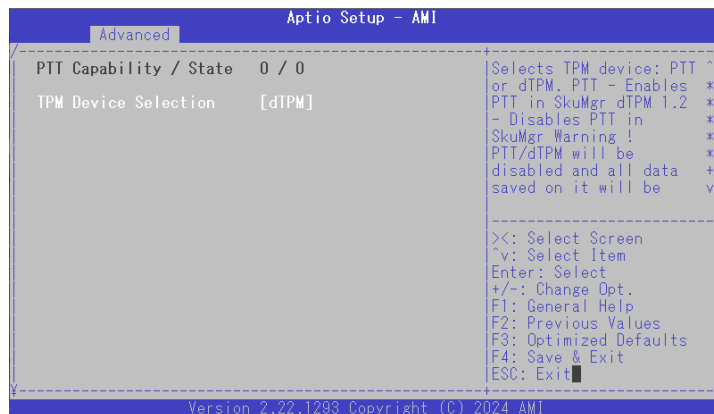 Aptio Setup - AMI
Advanced
PTT Capability / State 0 / 0
TPM Device Selection [dTPM]
Selects TPM device: PTT ^
or dTPM. PTT - Enables *
PTT in SkuMgr dTPM 1.2 *
- Disables PTT in *
SkuMgr Warning ! *
PTT/dTPM will be *
disabled and all data +
saved on it will be v
><: Select Screen
^v: Select Item
Enter: Select
+/-: Change Opt.
F1: General Help
F2: Previous Values
F3: Optimized Defaults
F4: Save & Exit
ESC: Exit
Version 2.22.1293 Copyright (C) 2024 AMI